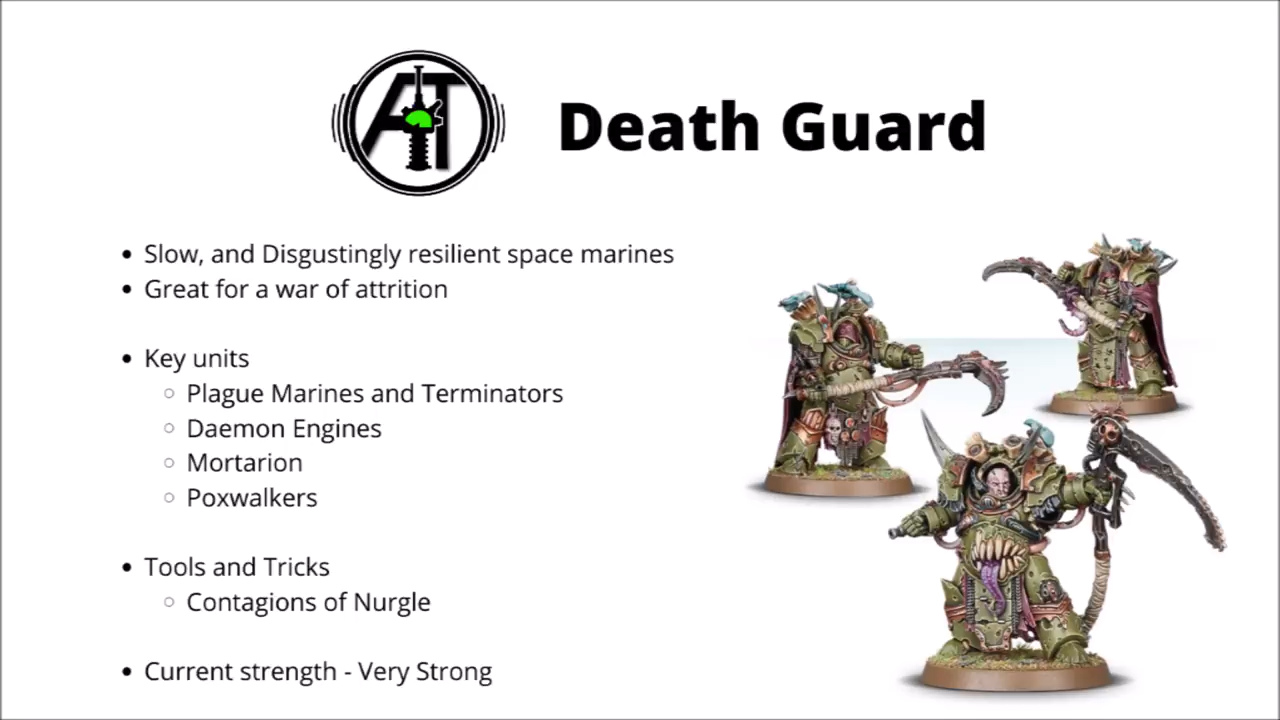 AT
Death Guard
Slow, and Disgustingly resilient space marines
Great for a war of attrition
Key units
Plague Marines and Terminators
Daemon Engines
Mortarion
Poxwalkers
Tools and Tricks
Contagions of Nurgle
Current strength - Very Strong